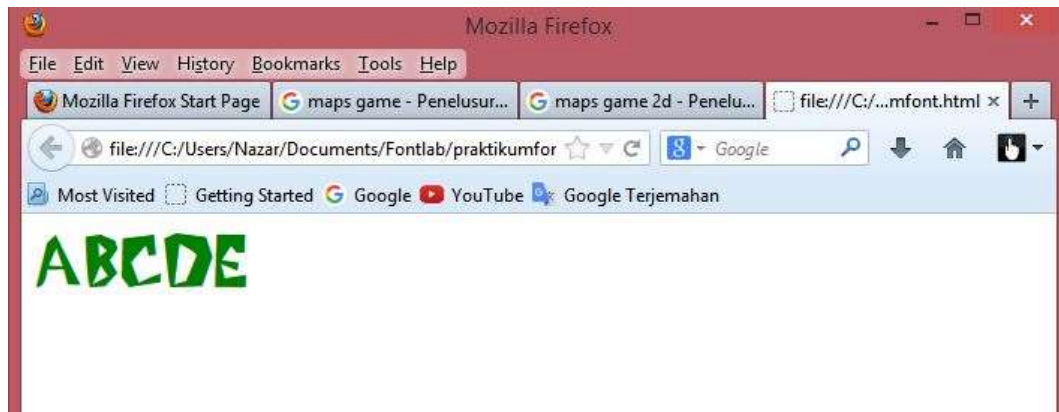 Mozilla Firefox
File Edit View History Bookmarks Tools Help
Mozilla Firefox Start Page G maps game - Penelusur... G maps game 2d - Penelu... file:///C:/...mfont.html × +
file:///C:/Users/Nazar/Documents/Fontlab/praktikumfor 8 Google
Most Visited Getting Started G Google YouTube Google Terjemahan
ABCDE